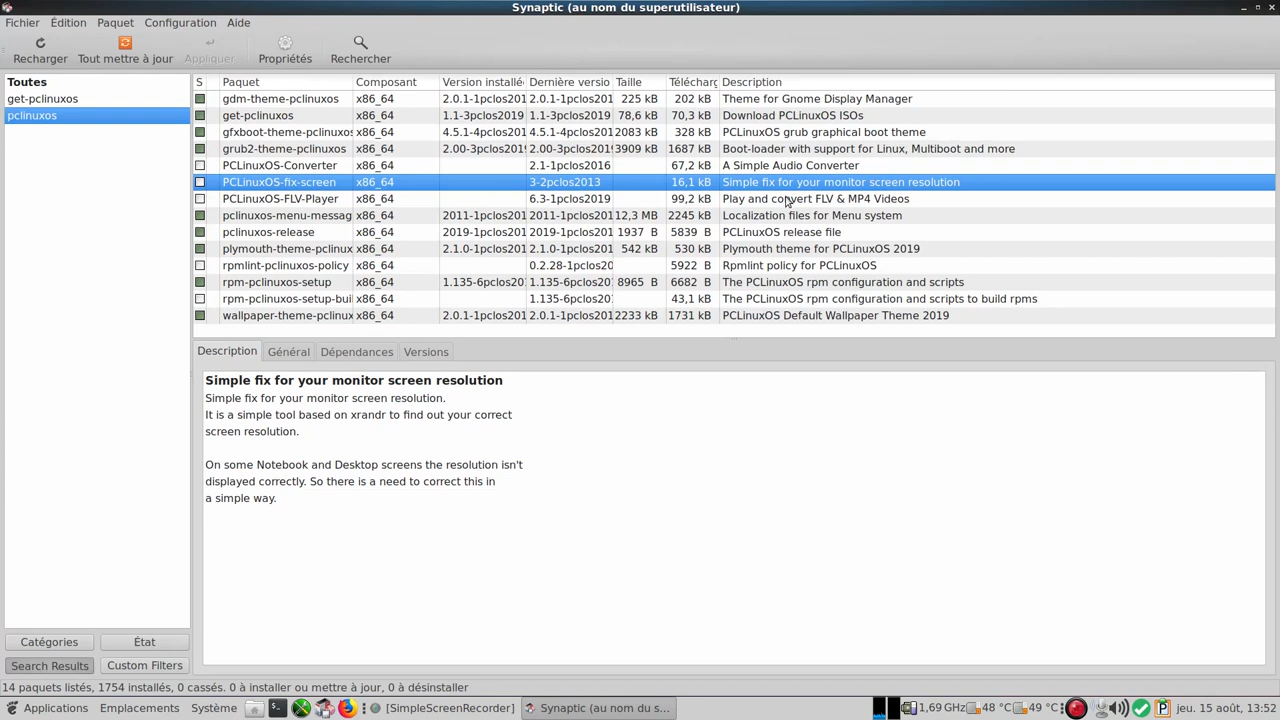 Synaptic (au nom du superutilisateur)
Fichier Édition Paquet Configuration Aide
Recharger Tout mettre à jour Appliquer Propriétés Rechercher
Toutes
get-pclinuxos
pclinuxos
S Paquet Composant Version installée Dernière versio Taille Télécharg Description
gdm-theme-pclinuxos x86_64 2.0.1-1pclos201 2.0.1-1pclos201 225 kB 202 kB Theme for Gnome Display Manager
get-pclinuxos x86_64 1.1-3pclos2019 1.1-3pclos2019 78,6 kB 70,3 kB Download PCLinuxOS ISOs
gfxboot-theme-pclinuxos x86_64 4.5.1-4pclos201 4.5.1-4pclos201 2083 kB 328 kB PCLinuxOS grub graphical boot theme
grub2-theme-pclinuxos x86_64 2.00-3pclos2019 2.00-3pclos2019 3909 kB 1687 kB Boot-loader with support for Linux, Multiboot and more
PCLinuxOS-Converter x86_64 2.1-1pclos2016 67,2 kB A Simple Audio Converter
PCLinuxOS-fix-screen x86_64 3-2pclos2013 16,1 kB Simple fix for your monitor screen resolution
PCLinuxOS-FLV-Player x86_64 6.3-1pclos2019 99,2 kB Play and convert FLV & MP4 Videos
pclinuxos-menu-messag x86_64 2011-1pclos201 2011-1pclos201 12,3 MB 2245 kB Localization files for Menu system
pclinuxos-release x86_64 2019-1pclos201 2019-1pclos201 1937 B 5839 B PCLinuxOS release file
plymouth-theme-pclinux x86_64 2.1.0-1pclos201 2.1.0-1pclos201 542 kB 530 kB Plymouth theme for PCLinuxOS 2019
rpmlint-pclinuxos-policy x86_64 0.2.28-1pclos20 5922 B Rpmlint policy for PCLinuxOS
rpm-pclinuxos-setup x86_64 1.135-6pclos201 1.135-6pclos201 8965 B 6682 B The PCLinuxOS rpm configuration and scripts
rpm-pclinuxos-setup-bui x86_64 1.135-6pclos201 43,1 kB The PCLinuxOS rpm configuration and scripts to build rpms
wallpaper-theme-pclinux x86_64 2.0.1-1pclos201 2.0.1-1pclos201 2233 kB 1731 kB PCLinuxOS Default Wallpaper Theme 2019
Description Général Dépendances Versions
Simple fix for your monitor screen resolution
Simple fix for your monitor screen resolution.
It is a simple tool based on xrandr to find out your correct
screen resolution.
On some Notebook and Desktop screens the resolution isn't
displayed correctly. So there is a need to correct this in
a simple way.
Catégories État
Search Results Custom Filters
14 paquets listés, 1754 installés, 0 cassés. 0 à installer ou mettre à jour, 0 à désinstaller
Applications Emplacements Système [SimpleScreenRecorder] Synaptic (au nom du s... 1,69 GHz 48 °C 49 °C jeu. 15 août, 13:52